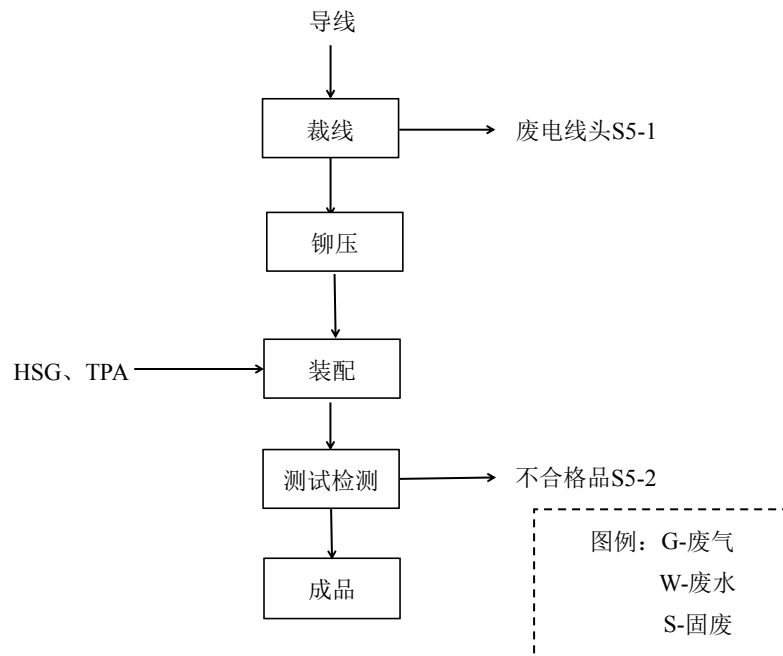 导线
裁线
废电线头S5-1
铆压
HSG、TPA
装配
测试检测
不合格品S5-2
成品
图例：G-废气
W-废水
S-固废